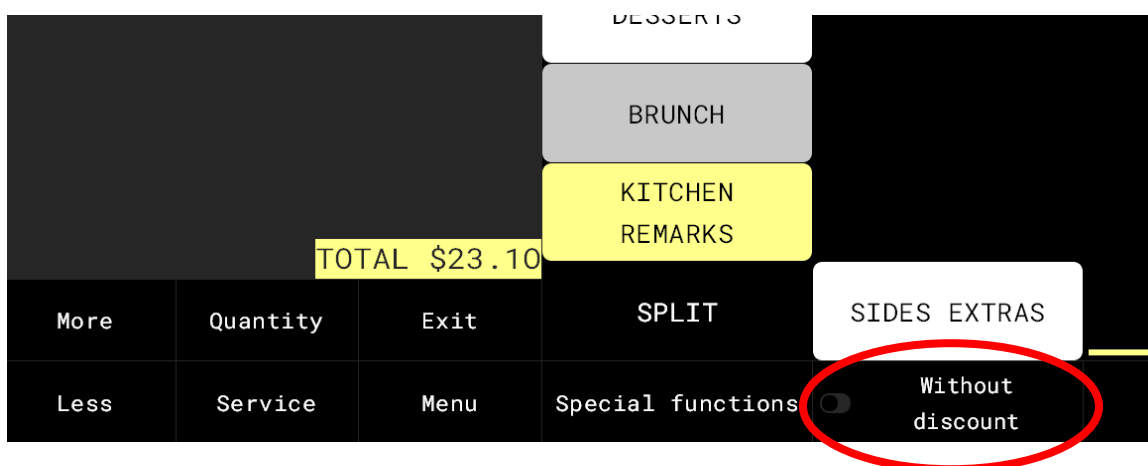 DESSERTS
BRUNCH
KITCHEN
REMARKS
TOTAL $23.10
More
Quantity
Exit
SPLIT
SIDES EXTRAS
Less
Service
Menu
Special functions
Without
discount